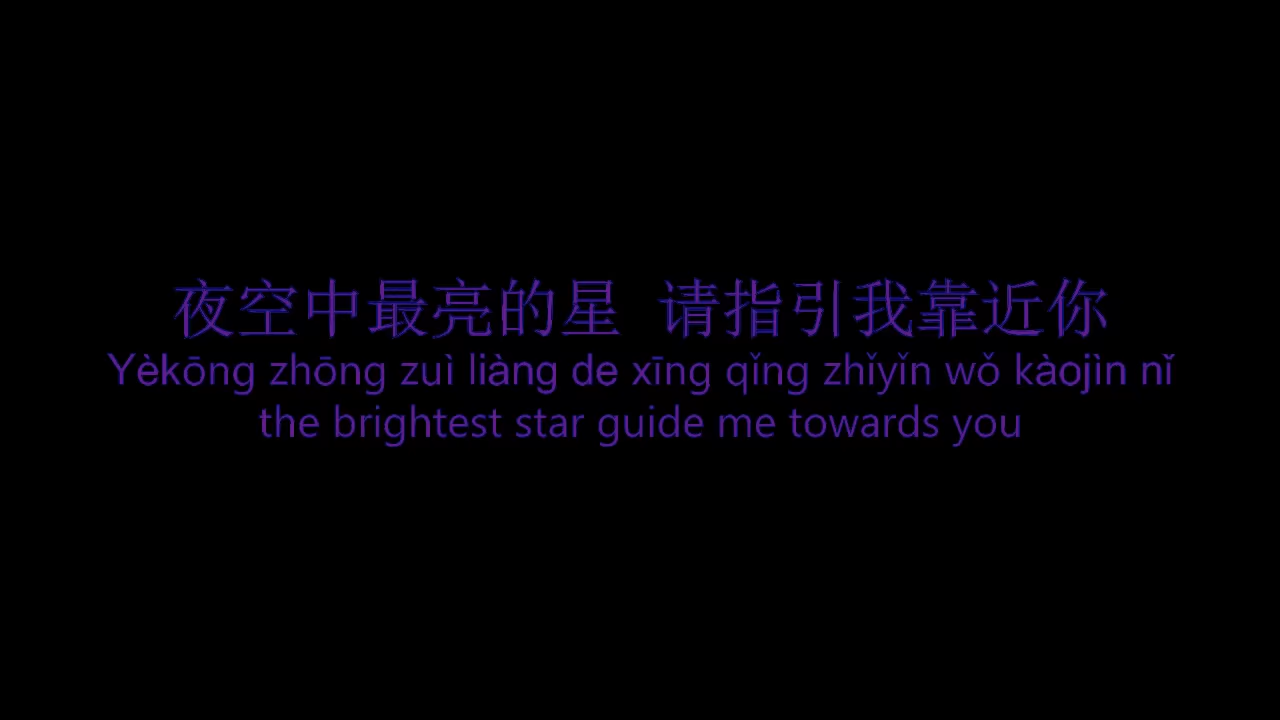 夜空中最亮的星 请指引我靠近你
Yèkōng zhōng zuì liàng de xīng qǐng zhǐyǐn wǒ kàojìn nǐ
the brightest star guide me towards you